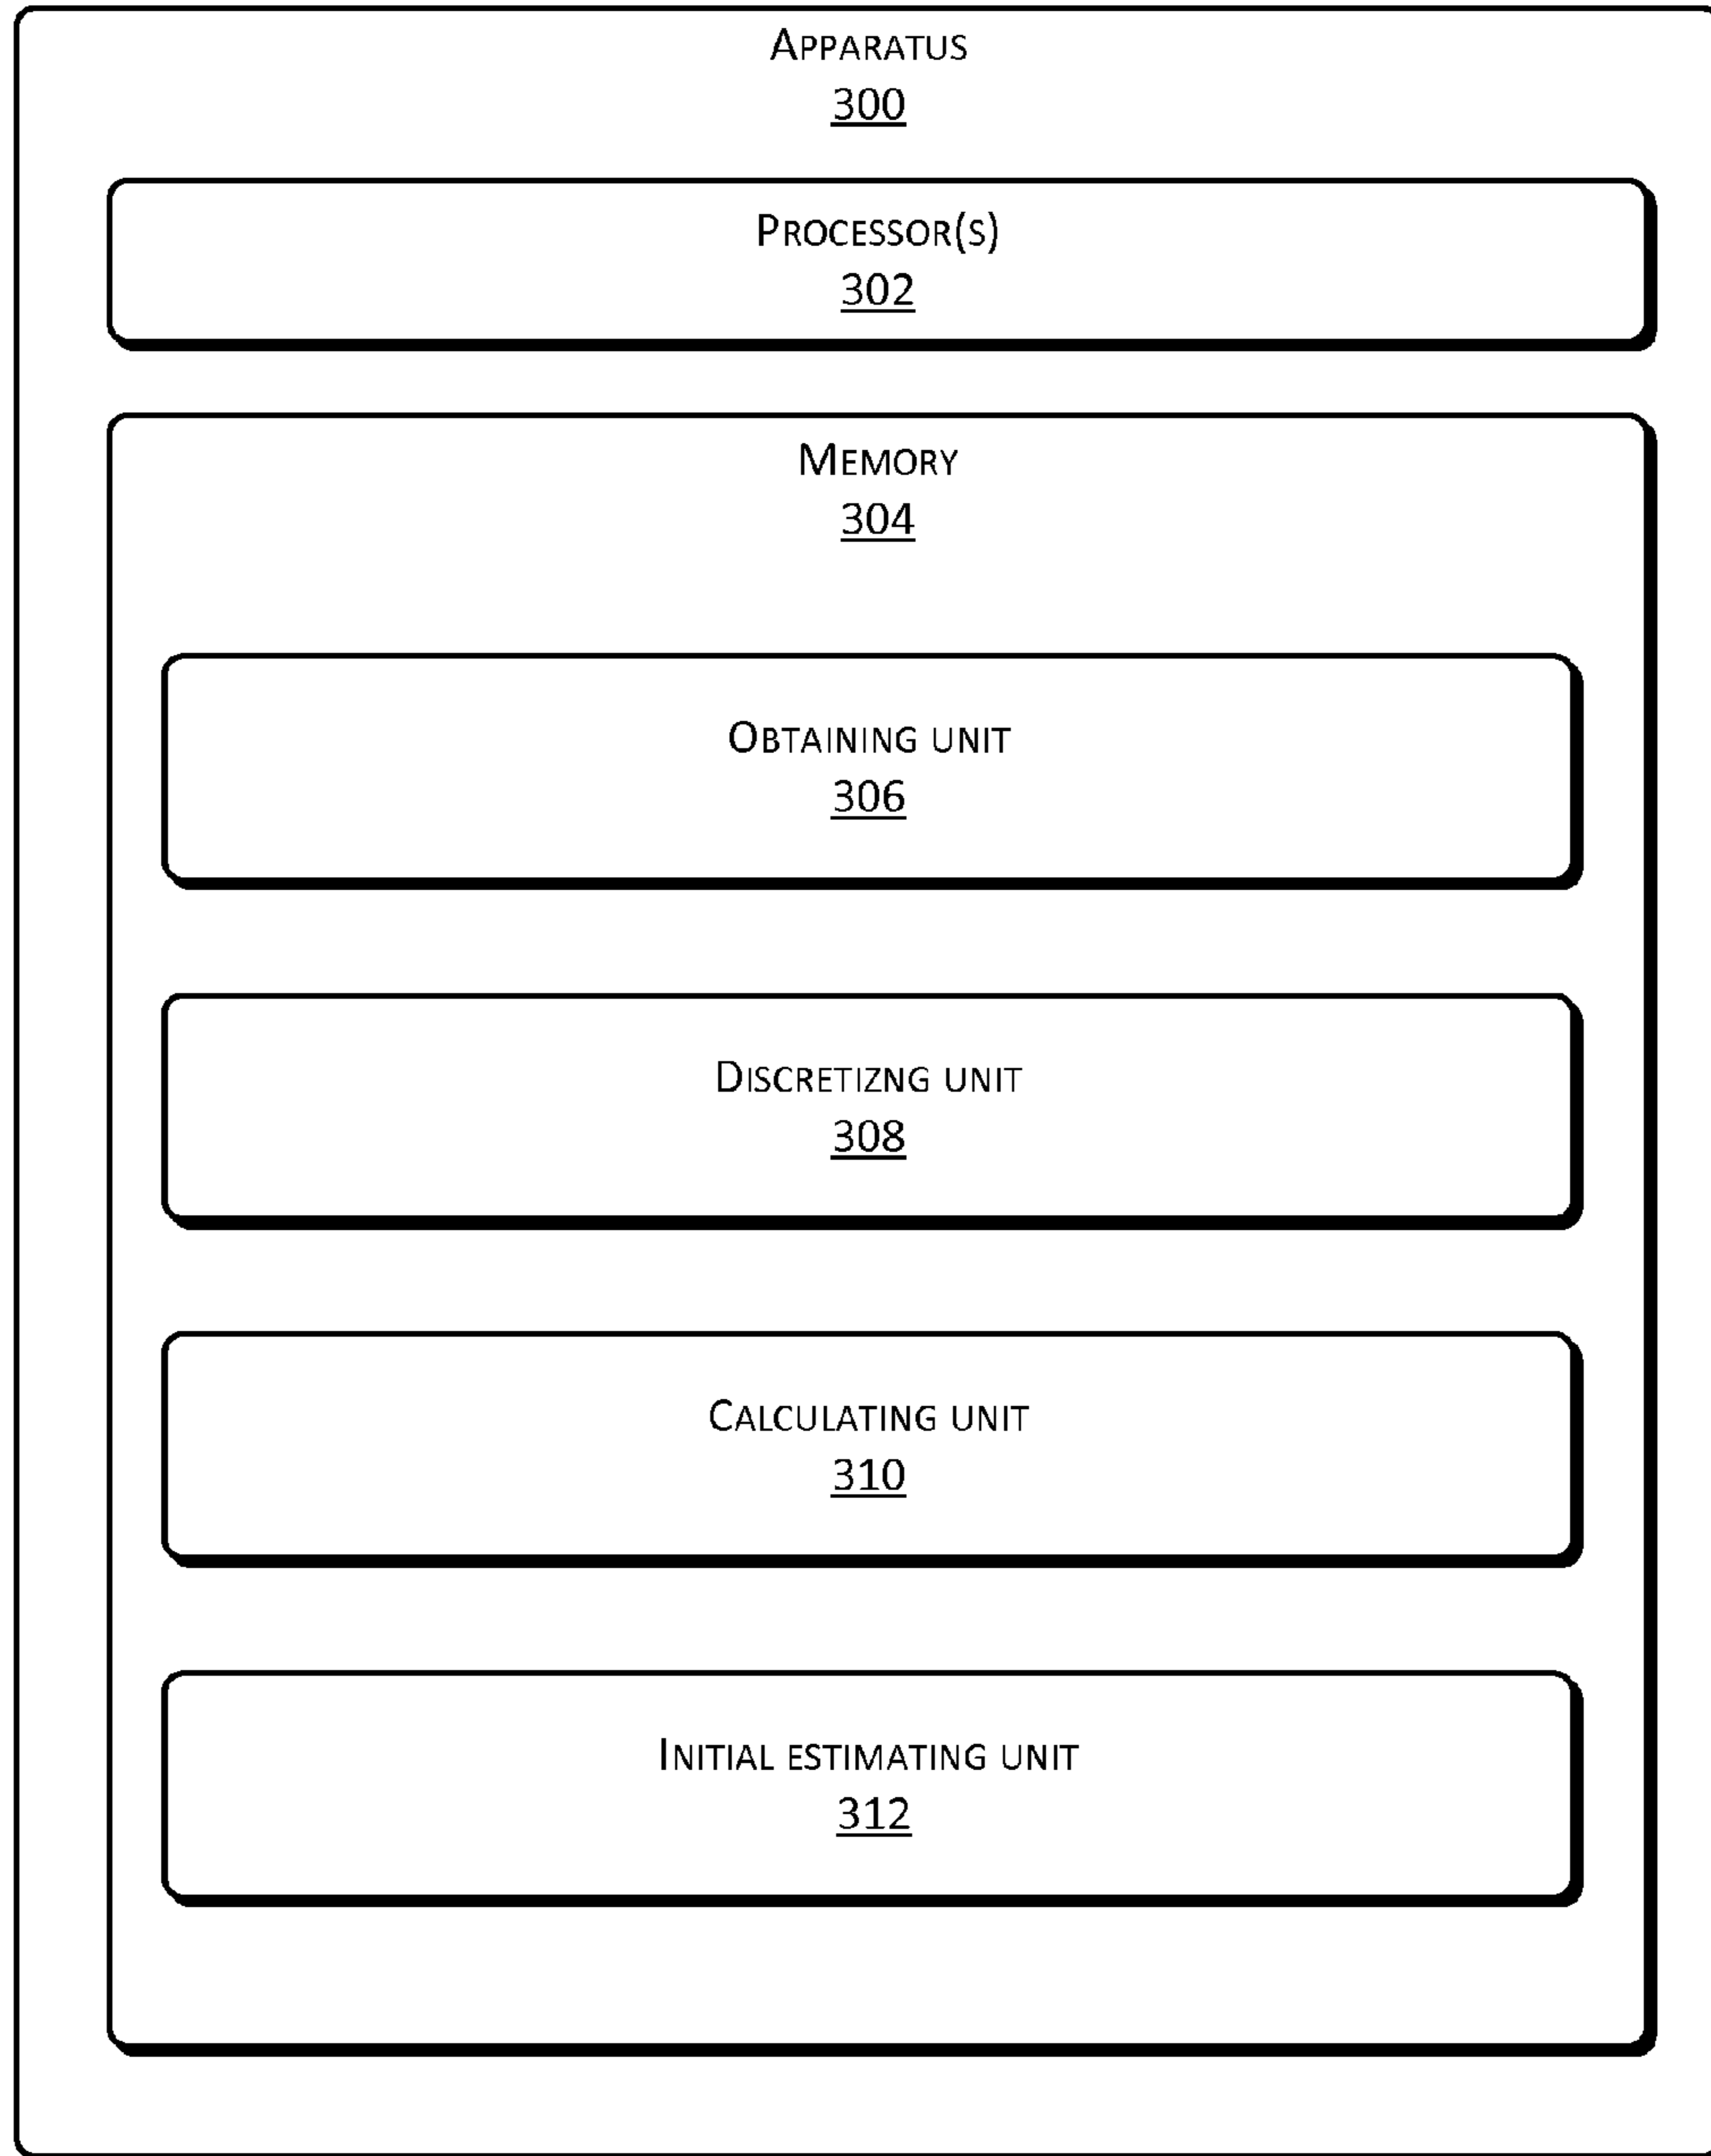 APPARATUS
300
PROCESSOR(S)
302
MEMORY
304
OBTAINING UNIT
306
DISCRETIZNG UNIT
308
CALCULATING UNIT
310
INITIAL ESTIMATING UNIT
312